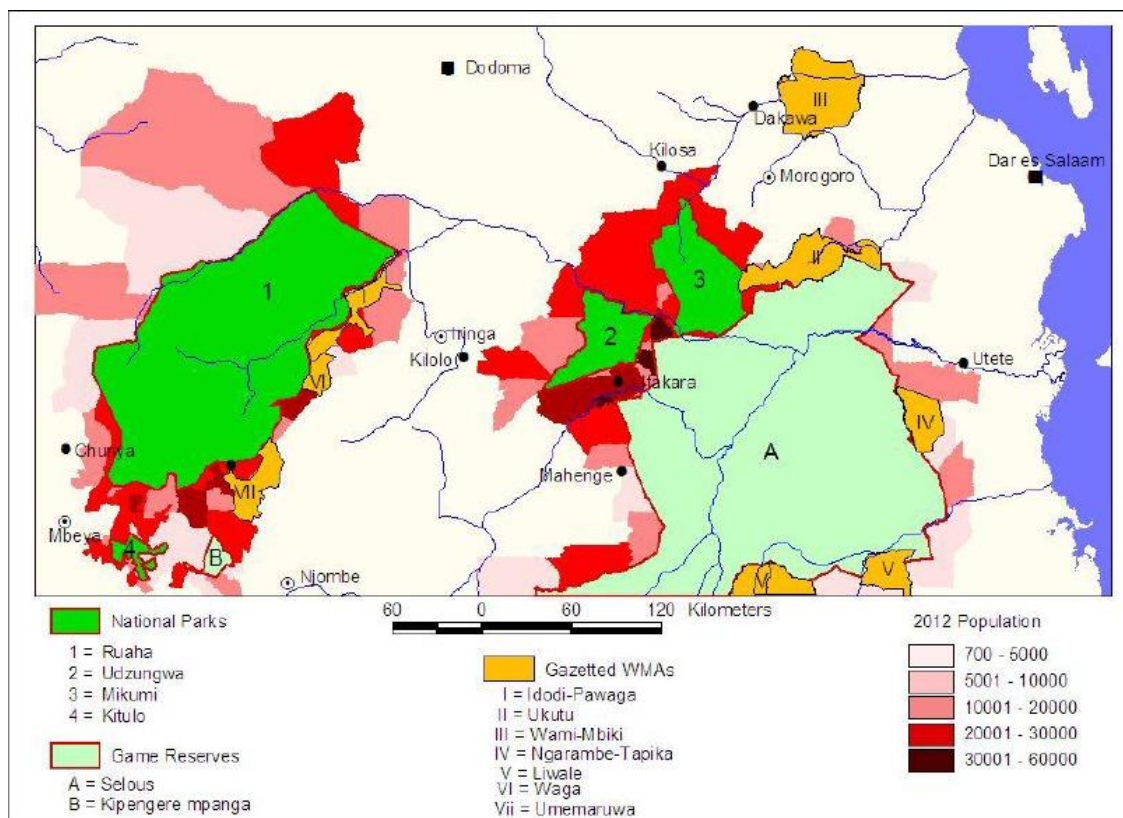 Dodoma
III
Dakawa
Kilosa
Morogoro
Dar es Salaam
II
1
3
I
Iringa
2
Kilolo
Utete
VI
Ifakara
IV
Chunya
A
Mahenge
VII
Mbeya
4
B
V
V
Njombe
60 0 60 120 Kilometers
National Parks
1 = Ruaha
2 = Udzungwa
3 = Mikumi
4 = Kitulo
Game Reserves
A = Selous
B = Kipengere mpanga
Gazetted WMAs
I = Idodi-Pawaga
II = Ukutu
III = Wami-Mbiki
IV = Ngarambe-Tapika
V = Liwale
VI = Waga
Vii = Umemaruwa
2012 Population
700 - 5000
5001 - 10000
10001 - 20000
20001 - 30000
30001 - 60000